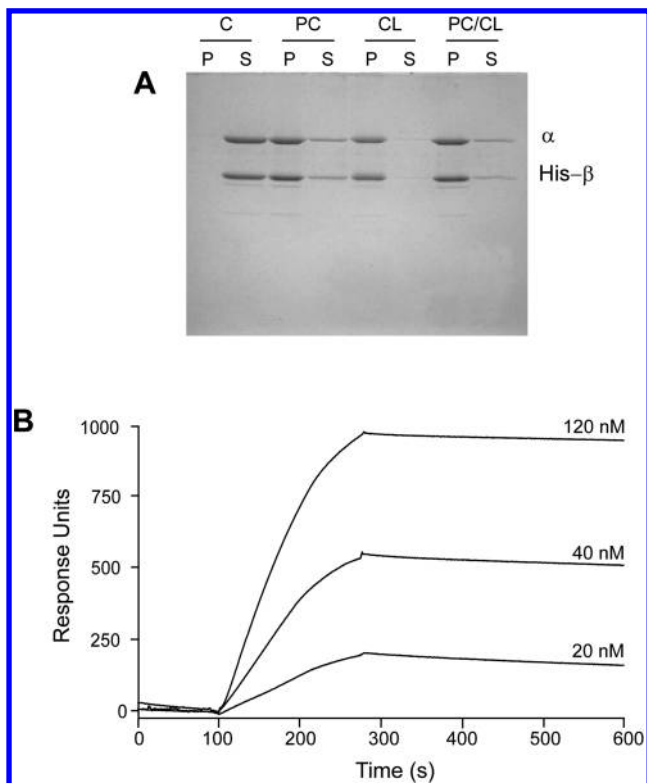 C PC CL PC/CL
P S P S P S P S
A
α
His–β
B
1000
750
500
250
0
Response Units
120 nM
40 nM
20 nM
0 100 200 300 400 500 600
Time (s)